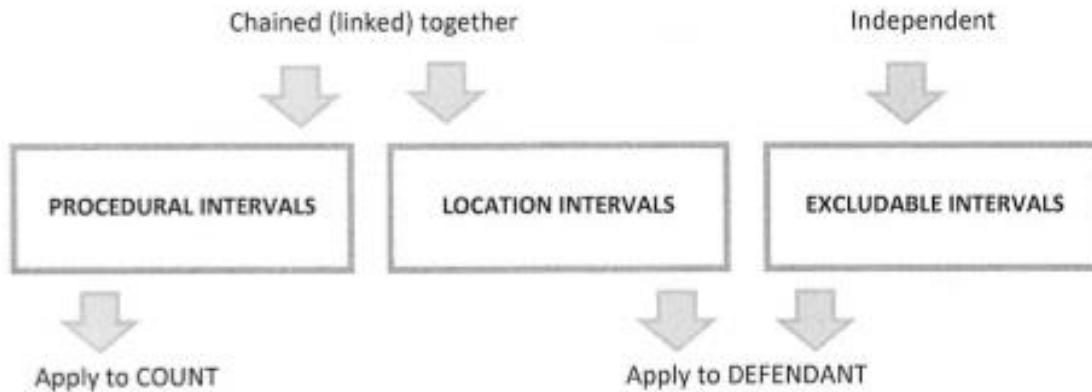 Chained (linked) together
Independent
PROCEDURAL INTERVALS
LOCATION INTERVALS
EXCLUDABLE INTERVALS
Apply to COUNT
Apply to DEFENDANT